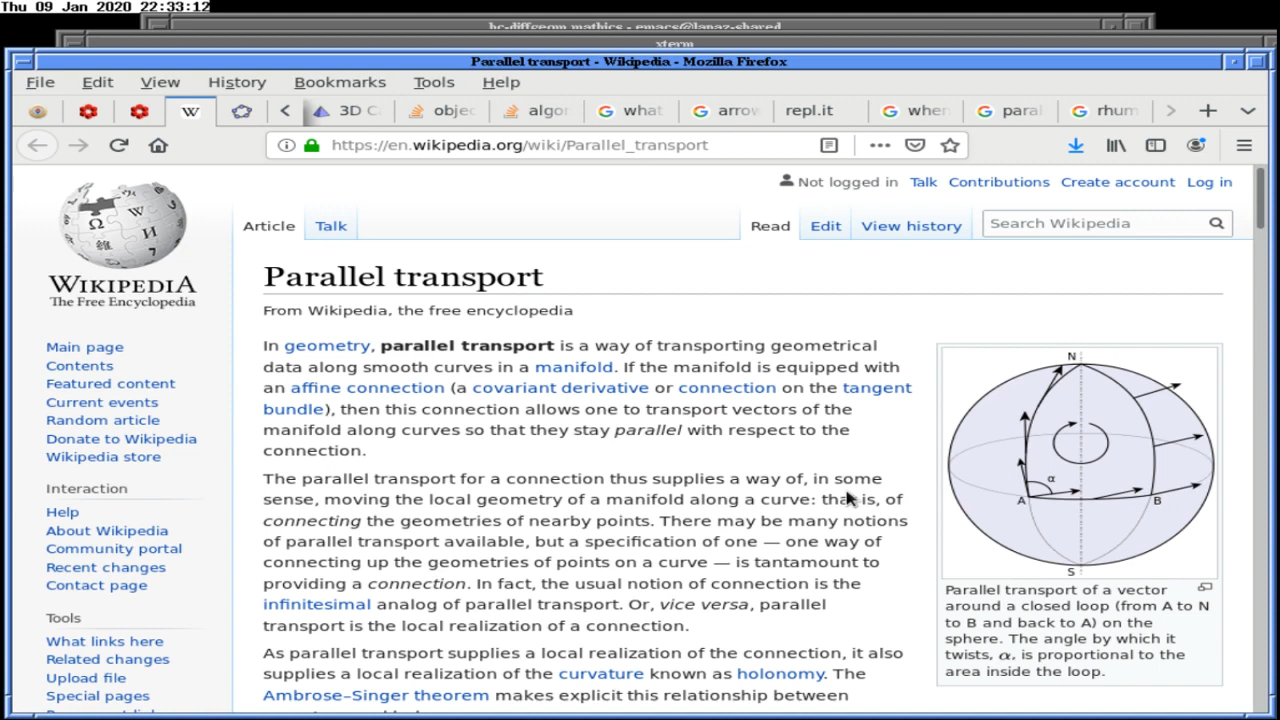 Thu 09 Jan 2020 22:33:12
hc-diffgeom mathics - emacs@lapaz-shared
xterm
Parallel transport - Wikipedia - Mozilla Firefox
File Edit View History Bookmarks Tools Help
W 3D objec algor what arrow repl.it when paral rhum
https://en.wikipedia.org/wiki/Parallel_transport
Not logged in Talk Contributions Create account Log in
Article Talk Read Edit View history Search Wikipedia
WIKIPEDIA
The Free Encyclopedia
Main page
Contents
Featured content
Current events
Random article
Donate to Wikipedia
Wikipedia store
Interaction
Help
About Wikipedia
Community portal
Recent changes
Contact page
Tools
What links here
Related changes
Upload file
Special pages
Parallel transport
From Wikipedia, the free encyclopedia
In geometry, parallel transport is a way of transporting geometrical
data along smooth curves in a manifold. If the manifold is equipped with
an affine connection (a covariant derivative or connection on the tangent
bundle), then this connection allows one to transport vectors of the
manifold along curves so that they stay parallel with respect to the
connection.
The parallel transport for a connection thus supplies a way of, in some
sense, moving the local geometry of a manifold along a curve: that is, of
connecting the geometries of nearby points. There may be many notions
of parallel transport available, but a specification of one — one way of
connecting up the geometries of points on a curve — is tantamount to
providing a connection. In fact, the usual notion of connection is the
infinitesimal analog of parallel transport. Or, vice versa, parallel
transport is the local realization of a connection.
As parallel transport supplies a local realization of the connection, it also
supplies a local realization of the curvature known as holonomy. The
Ambrose–Singer theorem makes explicit this relationship between
N
α
A
B
S
Parallel transport of a vector
around a closed loop (from A to N
to B and back to A) on the
sphere. The angle by which it
twists, α, is proportional to the
area inside the loop.